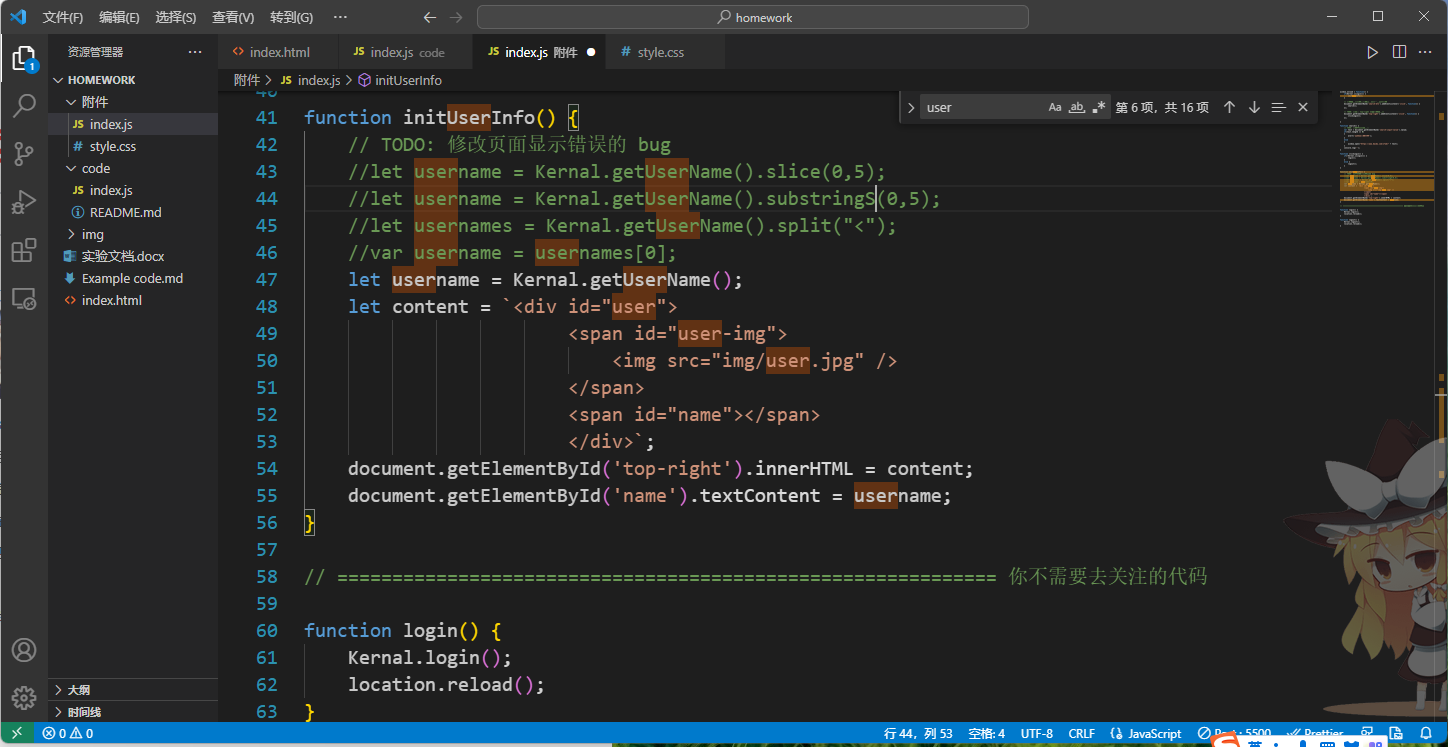 文件(F) 编辑(E) 选择(S) 查看(V) 转到(G) ··· homework
资源管理器 ···
index.html
JS index.js code
JS index.js 附件
# style.css
附件 > JS index.js > initUserInfo
HOMEWORK
附件
JS index.js
# style.css
code
JS index.js
README.md
img
实验文档.docx
Example code.md
index.html
大纲
时间线
1
user Aa ab .* 第 6 项，共 16 项
41 function initUserInfo() {
42 // TODO: 修改页面显示错误的 bug
43 //let username = Kernal.getUserName().slice(0,5);
44 //let username = Kernal.getUserName().substringS(0,5);
45 //let usernames = Kernal.getUserName().split("<");
46 //var username = usernames[0];
47 let username = Kernal.getUserName();
48 let content = `<div id="user">
49 <span id="user-img">
50 <img src="img/user.jpg" />
51 </span>
52 <span id="name"></span>
53 </div>`;
54 document.getElementById('top-right').innerHTML = content;
55 document.getElementById('name').textContent = username;
56 }
57
58 // ============================================================ 你不需要去关注的代码
59
60 function login() {
61 Kernal.login();
62 location.reload();
63 }
0 0 行 44，列 53 空格: 4 UTF-8 CRLF {} JavaScript 5500 Prettier